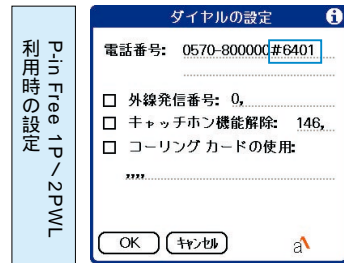 P-in Free 1P/2PWL
利用時の設定
ダイヤルの設定
電話番号: 0570-800000#6401
外線発信番号: 0,
キャッチホン機能解除: 146,
コーリング カードの使用:
,,,,
OK キャンセル a